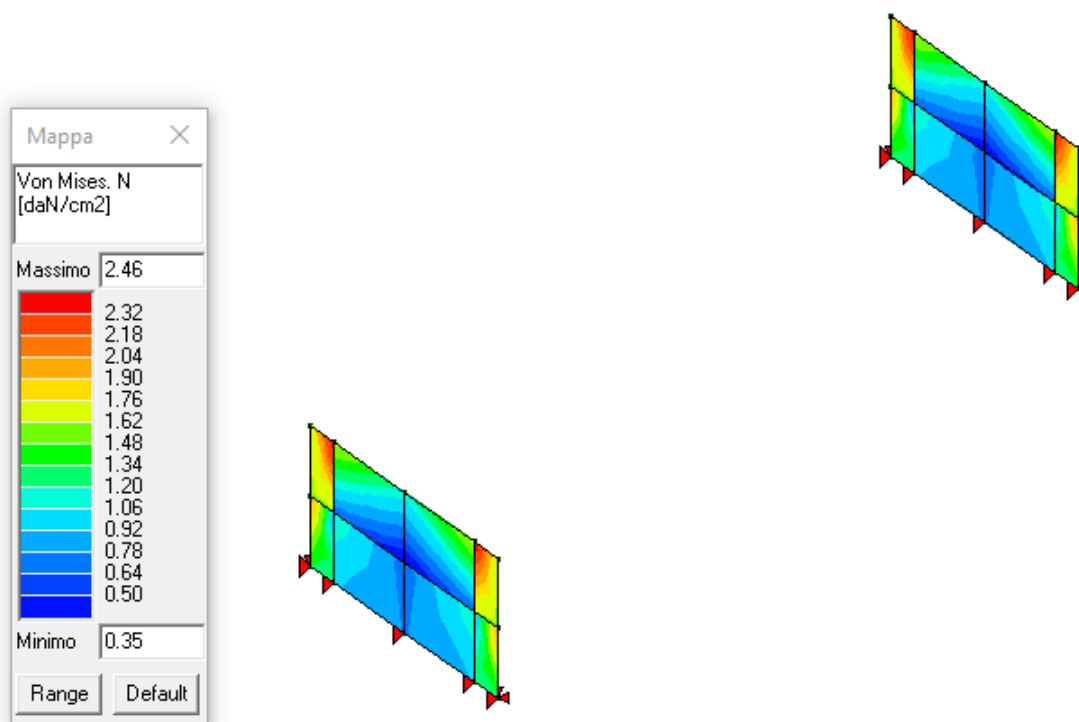 Mappa
Von Mises. N
[daN/cm2]
Massimo 2.46
2.32
2.18
2.04
1.90
1.76
1.62
1.48
1.34
1.20
1.06
0.92
0.78
0.64
0.50
Minimo 0.35
Range Default